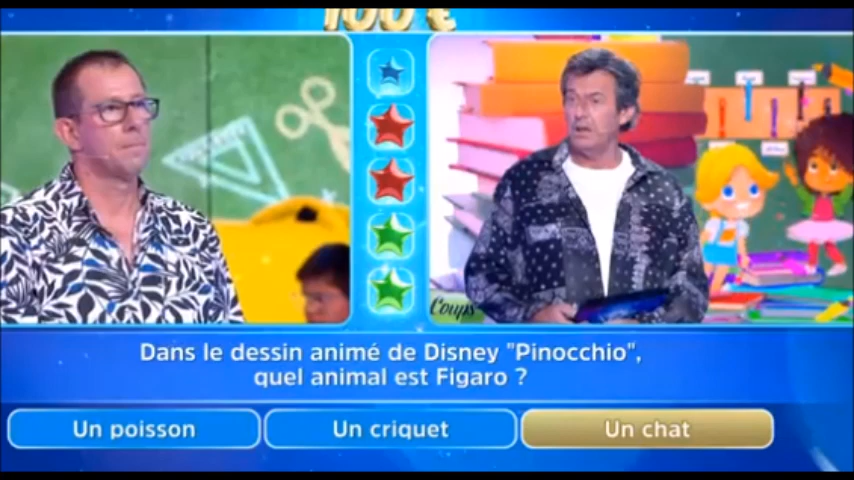 100 €
Coups
Dans le dessin animé de Disney "Pinocchio",
quel animal est Figaro ?
Un poisson
Un criquet
Un chat